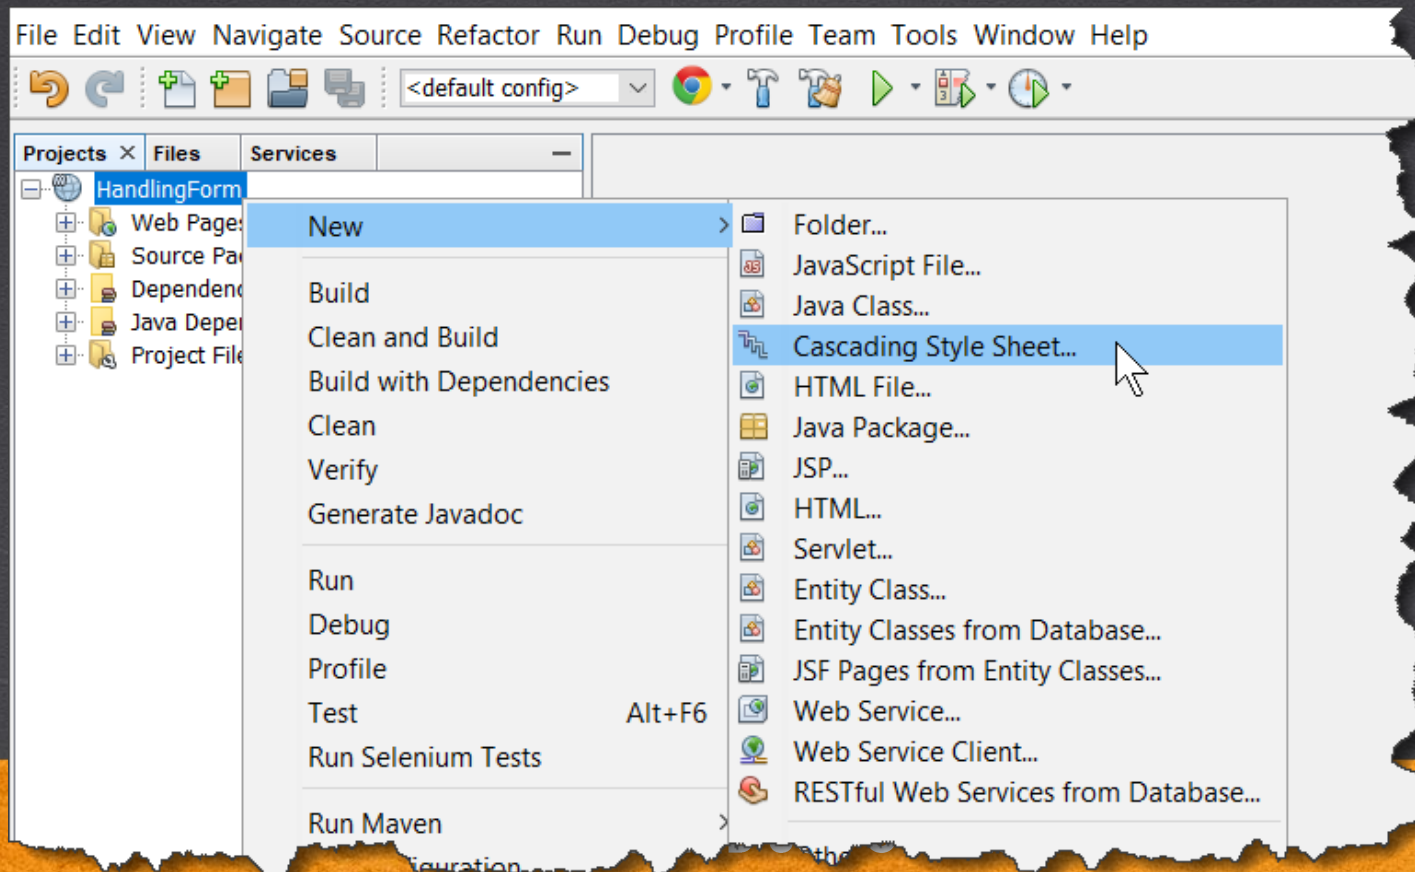 File Edit View Navigate Source Refactor Run Debug Profile Team Tools Window Help
<default config>
Projects Files Services
HandlingForm
Web Pages
Source Pa
Dependenc
Java Deper
Project File
New
Build
Clean and Build
Build with Dependencies
Clean
Verify
Generate Javadoc
Run
Debug
Profile
Test Alt+F6
Run Selenium Tests
Run Maven
Folder...
JavaScript File...
Java Class...
Cascading Style Sheet...
HTML File...
Java Package...
JSP...
HTML...
Servlet...
Entity Class...
Entity Classes from Database...
JSF Pages from Entity Classes...
Web Service...
Web Service Client...
RESTful Web Services from Database...